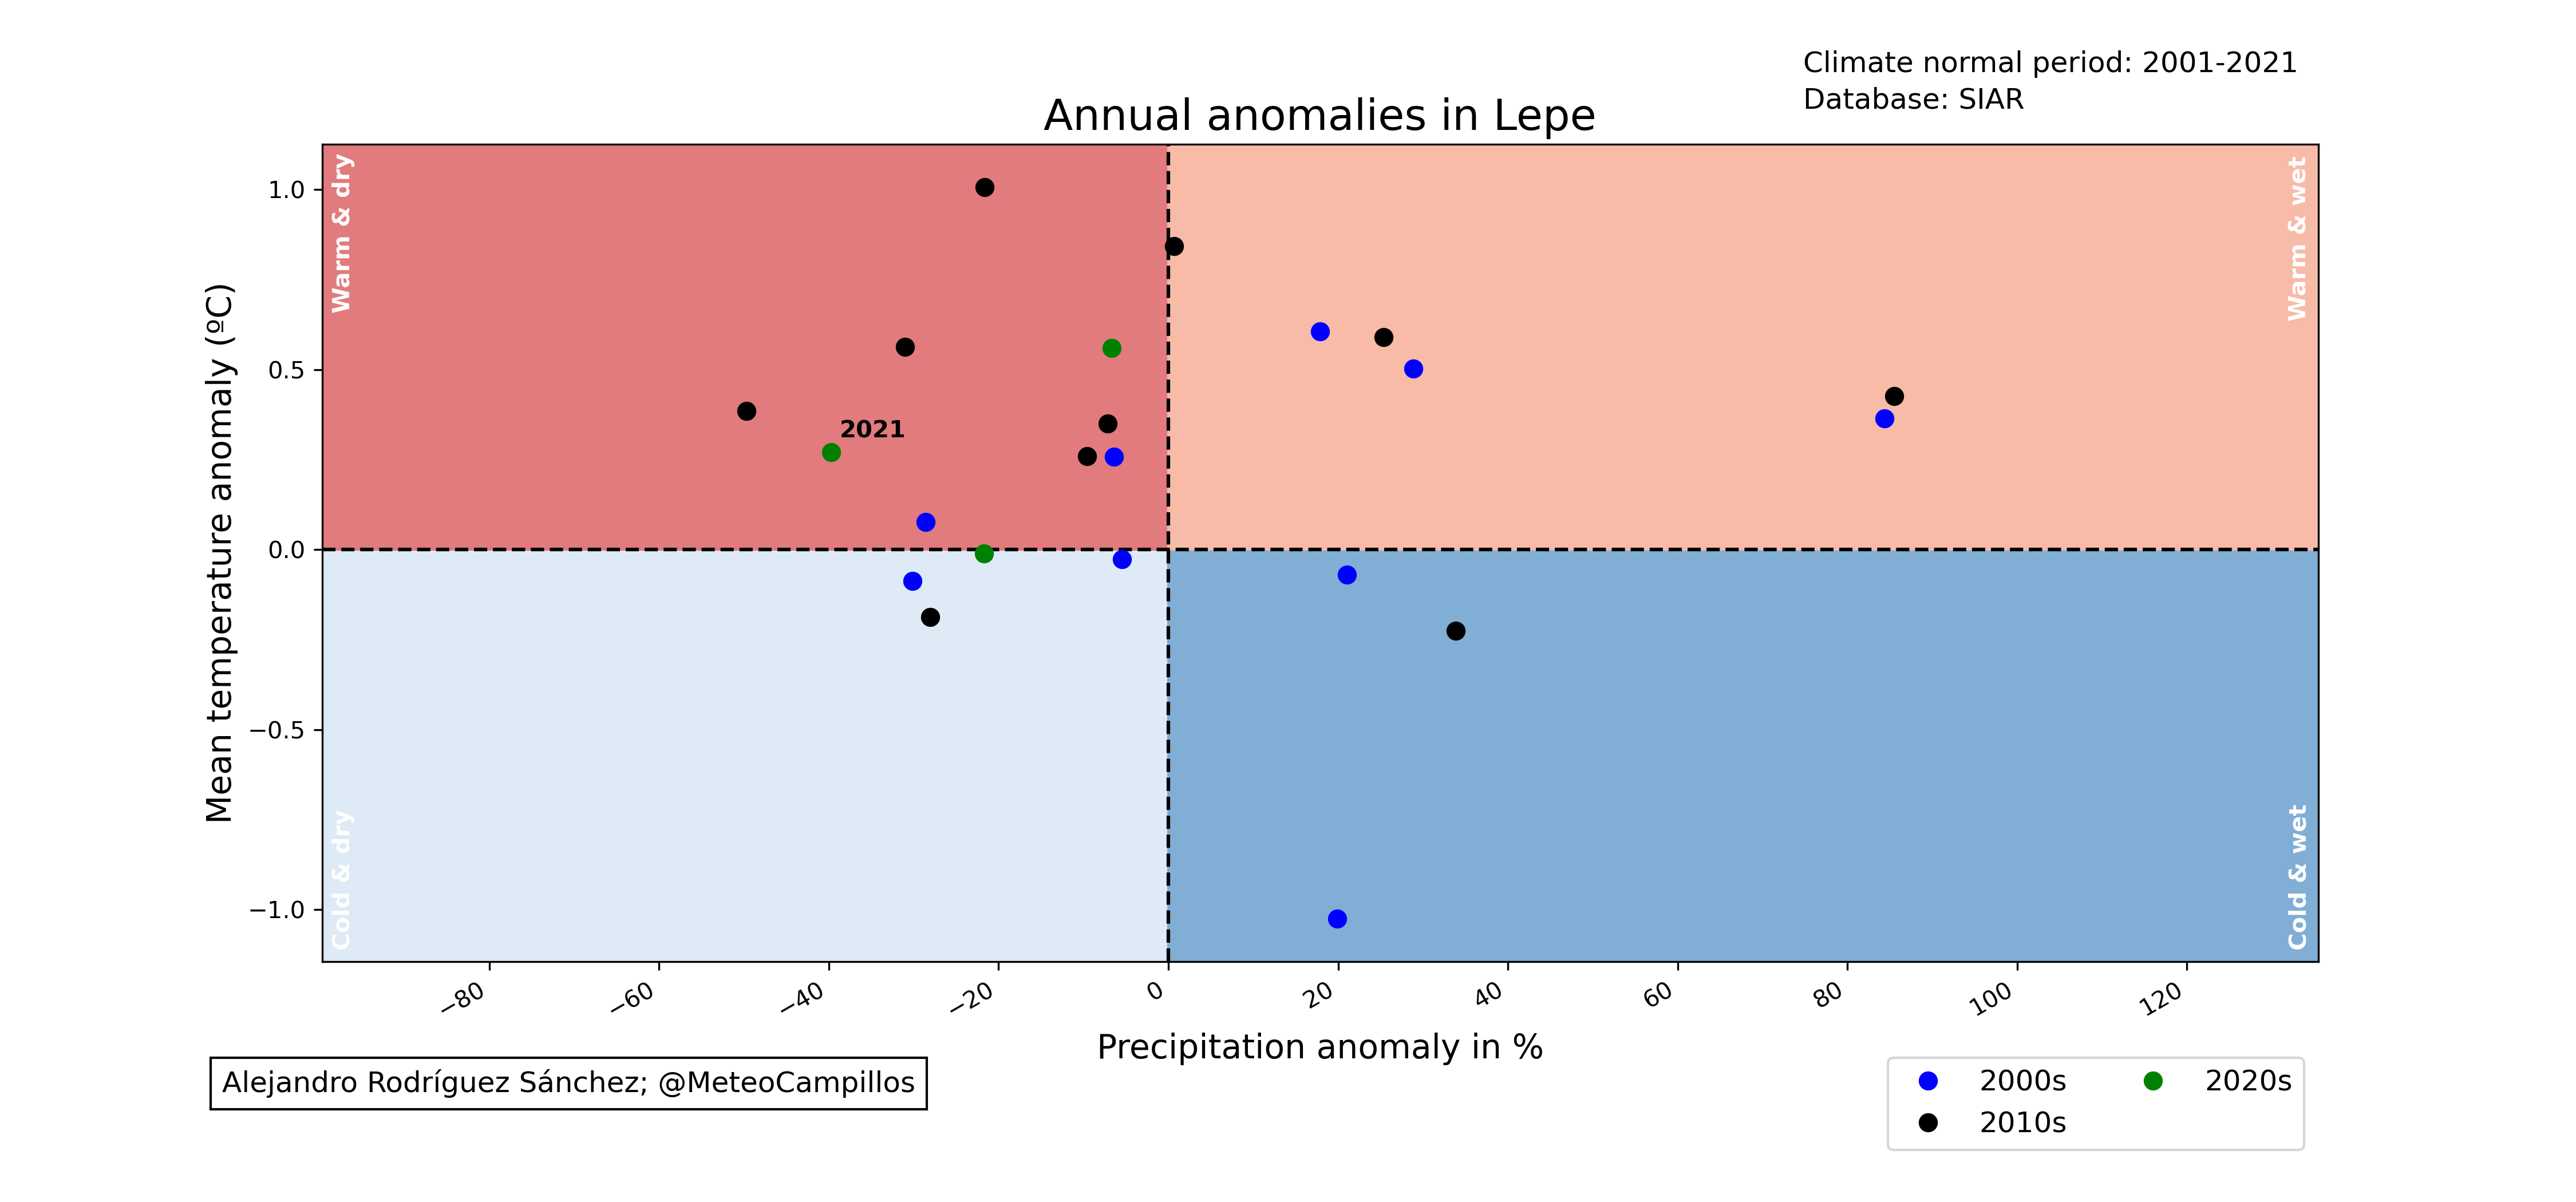 Climate normal period: 2001-2021
Database: SIAR
Annual anomalies in Lepe
Warm & dry
Warm & wet
Cold & dry
Cold & wet
2021
Mean temperature anomaly (ºC)
1.0
0.5
0.0
−0.5
−1.0
−80
−60
−40
−20
0
20
40
60
80
100
120
Precipitation anomaly in %
Alejandro Rodríguez Sánchez; @MeteoCampillos
2000s
2010s
2020s